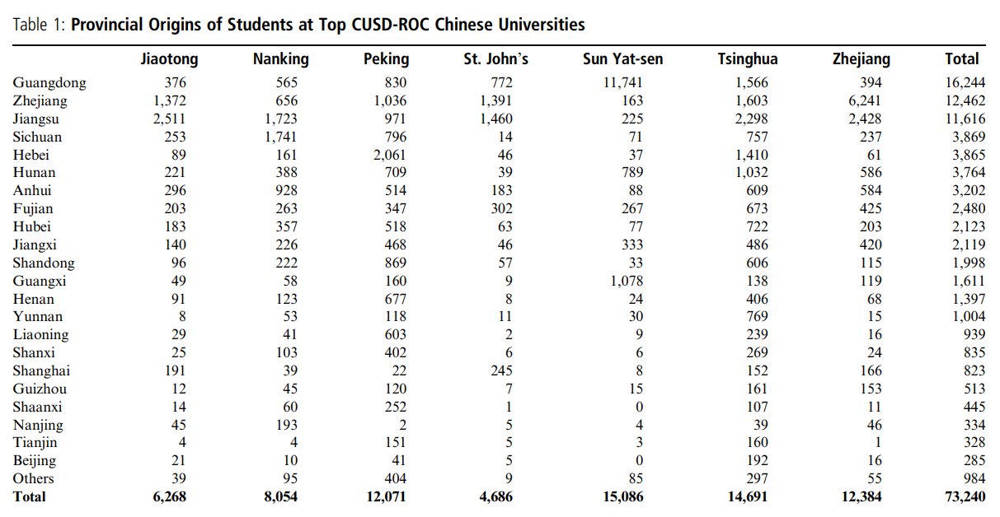 Table 1: Provincial Origins of Students at Top CUSD-ROC Chinese Universities
Jiaotong Nanking Peking St. John’s Sun Yat-sen Tsinghua Zhejiang Total
Guangdong 376 565 830 772 11,741 1,566 394 16,244
Zhejiang 1,372 656 1,036 1,391 163 1,603 6,241 12,462
Jiangsu 2,511 1,723 971 1,460 225 2,298 2,428 11,616
Sichuan 253 1,741 796 14 71 757 237 3,869
Hebei 89 161 2,061 46 37 1,410 61 3,865
Hunan 221 388 709 39 789 1,032 586 3,764
Anhui 296 928 514 183 88 609 584 3,202
Fujian 203 263 347 302 267 673 425 2,480
Hubei 183 357 518 63 77 722 203 2,123
Jiangxi 140 226 468 46 333 486 420 2,119
Shandong 96 222 869 57 33 606 115 1,998
Guangxi 49 58 160 9 1,078 138 119 1,611
Henan 91 123 677 8 24 406 68 1,397
Yunnan 8 53 118 11 30 769 15 1,004
Liaoning 29 41 603 2 9 239 16 939
Shanxi 25 103 402 6 6 269 24 835
Shanghai 191 39 22 245 8 152 166 823
Guizhou 12 45 120 7 15 161 153 513
Shaanxi 14 60 252 1 0 107 11 445
Nanjing 45 193 2 5 4 39 46 334
Tianjin 4 4 151 5 3 160 1 328
Beijing 21 10 41 5 0 192 16 285
Others 39 95 404 9 85 297 55 984
Total 6,268 8,054 12,071 4,686 15,086 14,691 12,384 73,240